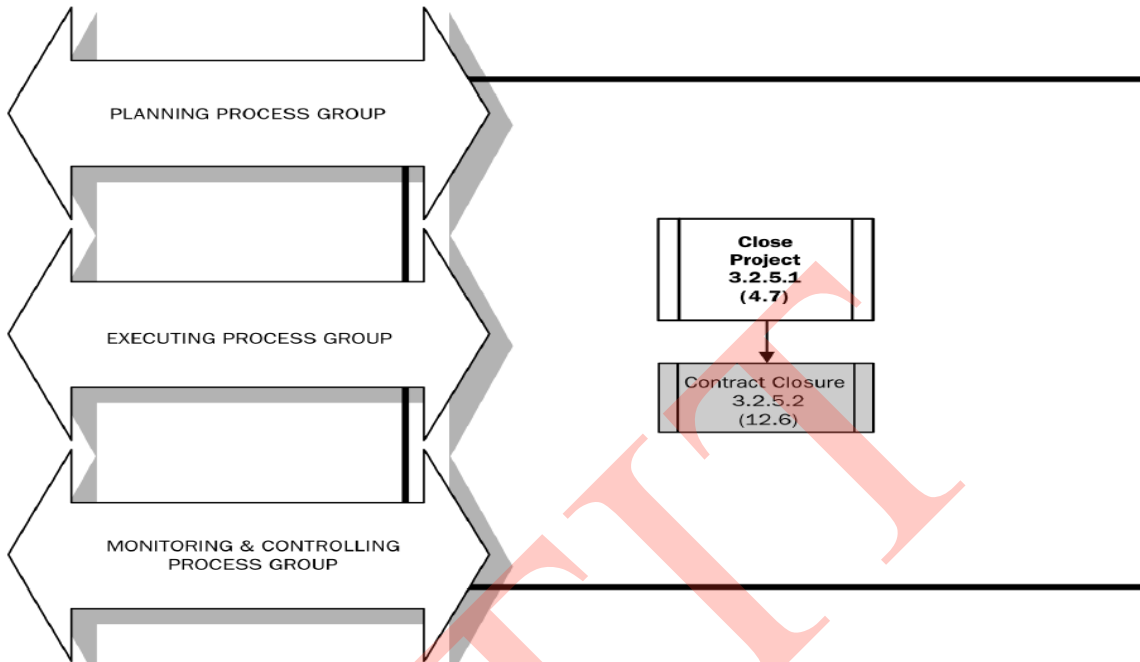 PLANNING PROCESS GROUP
Close
Project
3.2.5.1
(4.7)
EXECUTING PROCESS GROUP
Contract Closure
3.2.5.2
(12.6)
MONITORING & CONTROLLING
PROCESS GROUP
TIT